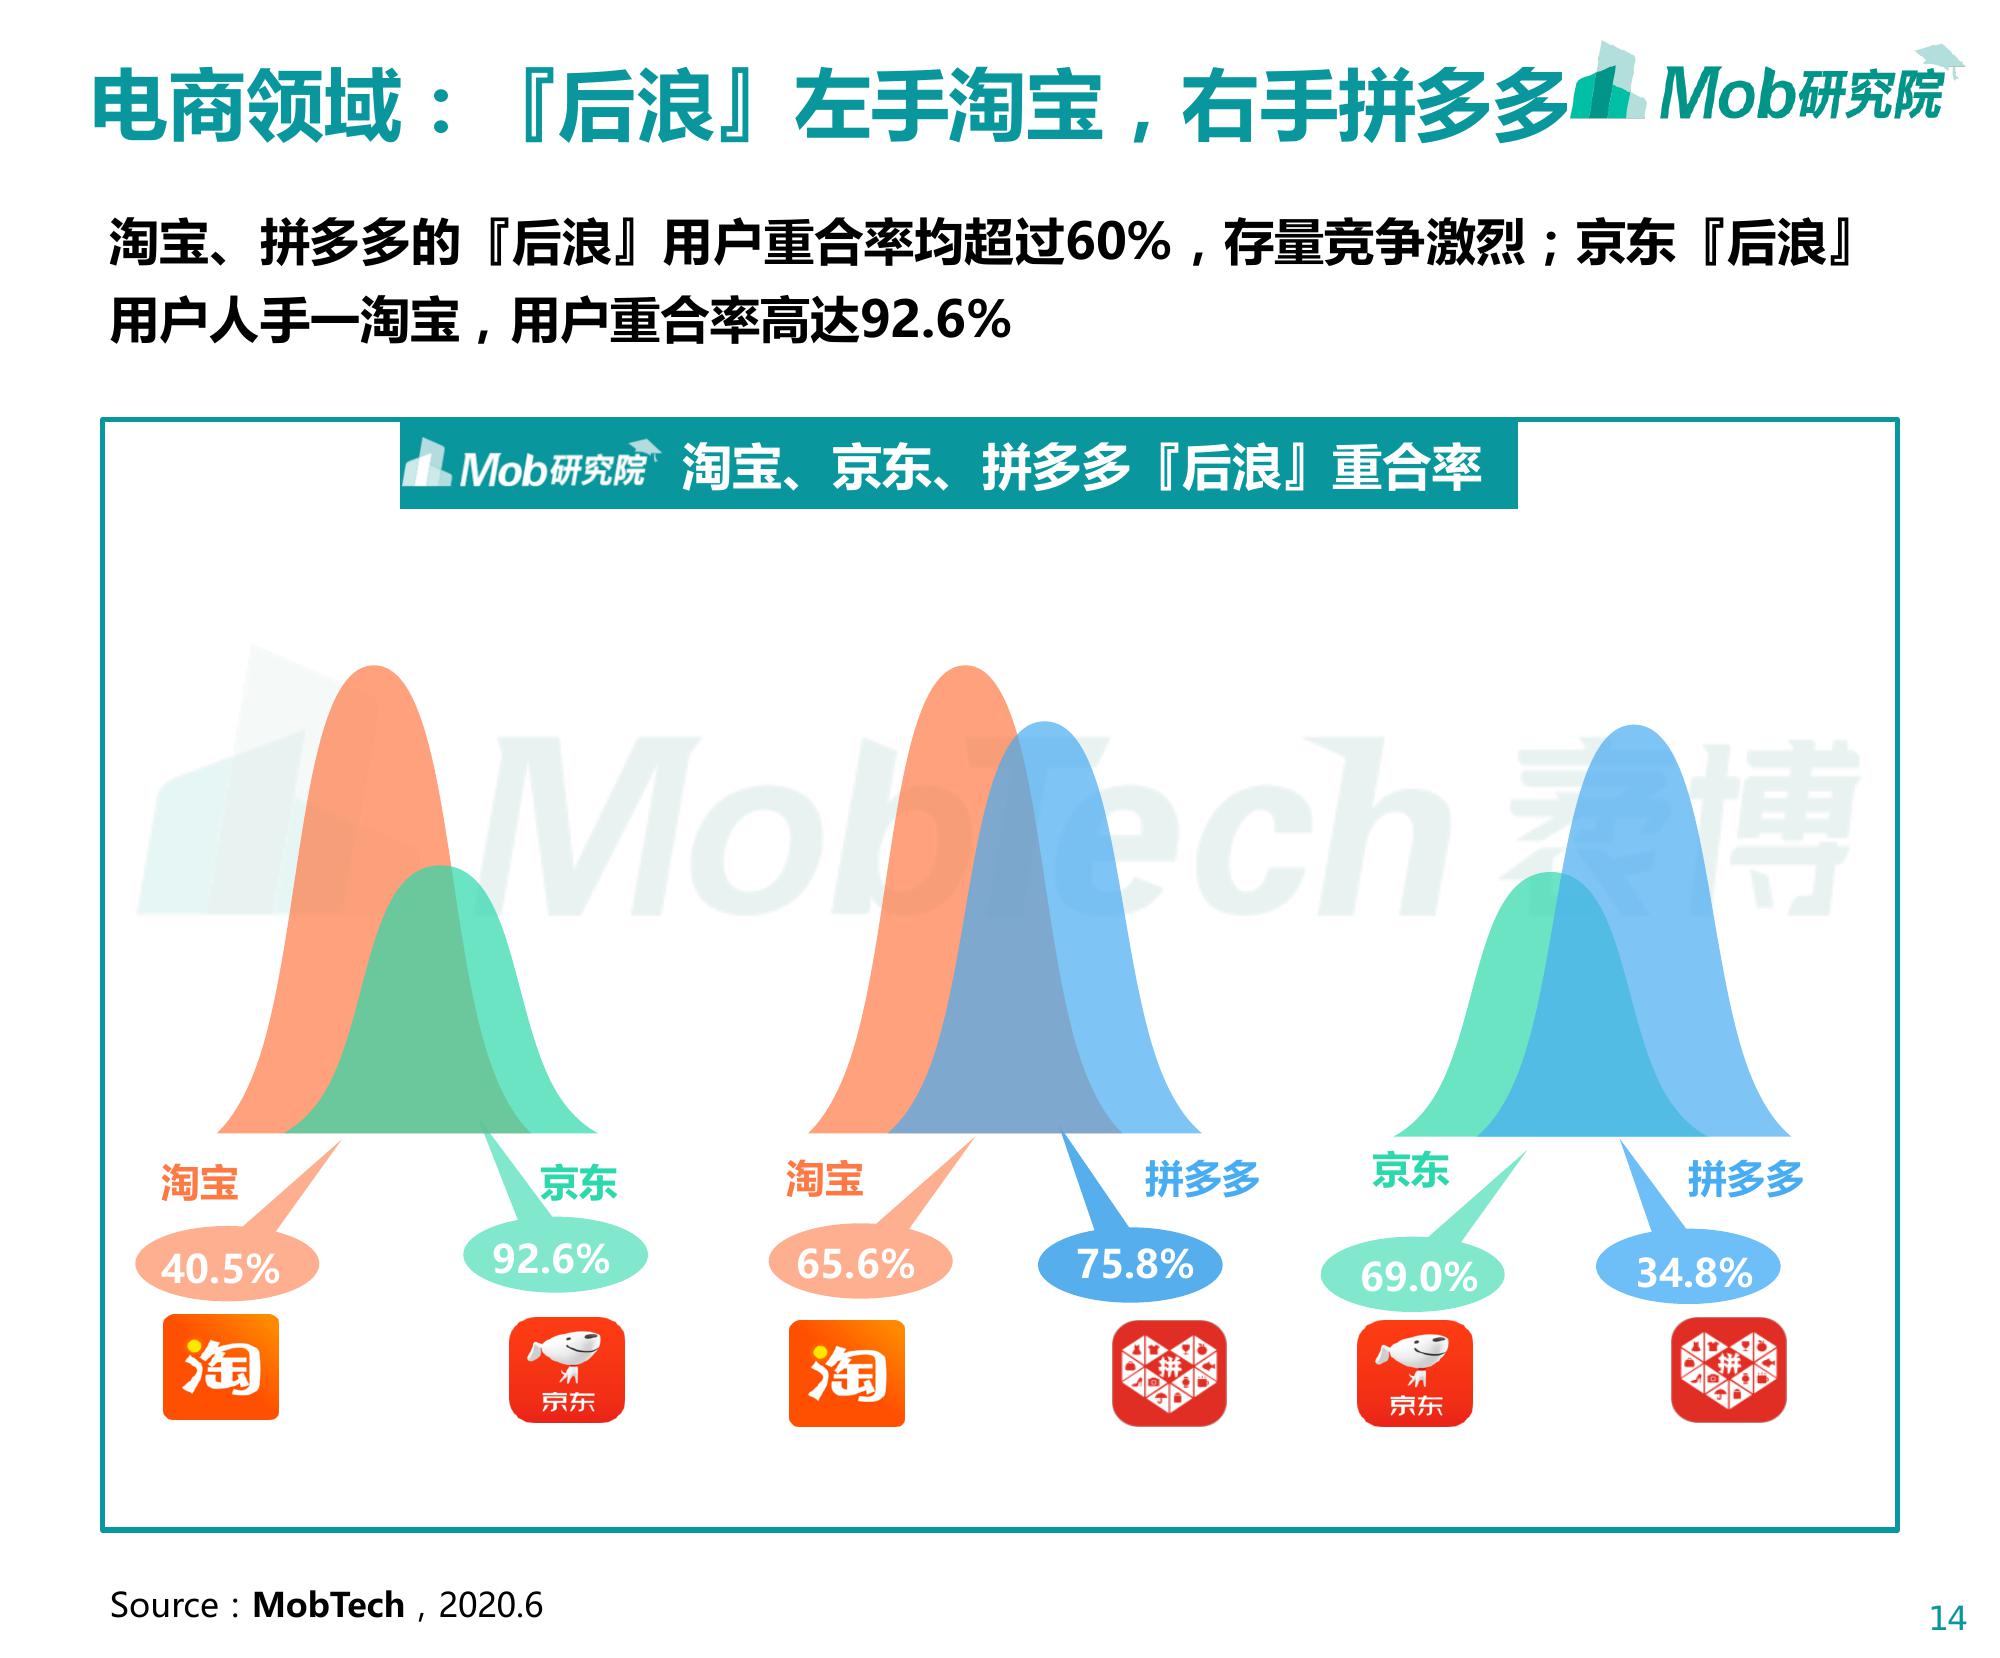 电商领域：『后浪』左手淘宝，右手拼多多
Mob研究院
淘宝、拼多多的『后浪』用户重合率均超过60%，存量竞争激烈；京东『后浪』
用户人手一淘宝，用户重合率高达92.6%
Mob研究院 淘宝、京东、拼多多『后浪』重合率
MobTech 袤博
淘宝 京东 淘宝 拼多多 京东 拼多多
40.5% 92.6% 65.6% 75.8% 69.0% 34.8%
淘 京东 淘 拼 京东 拼
Source：MobTech，2020.6
14